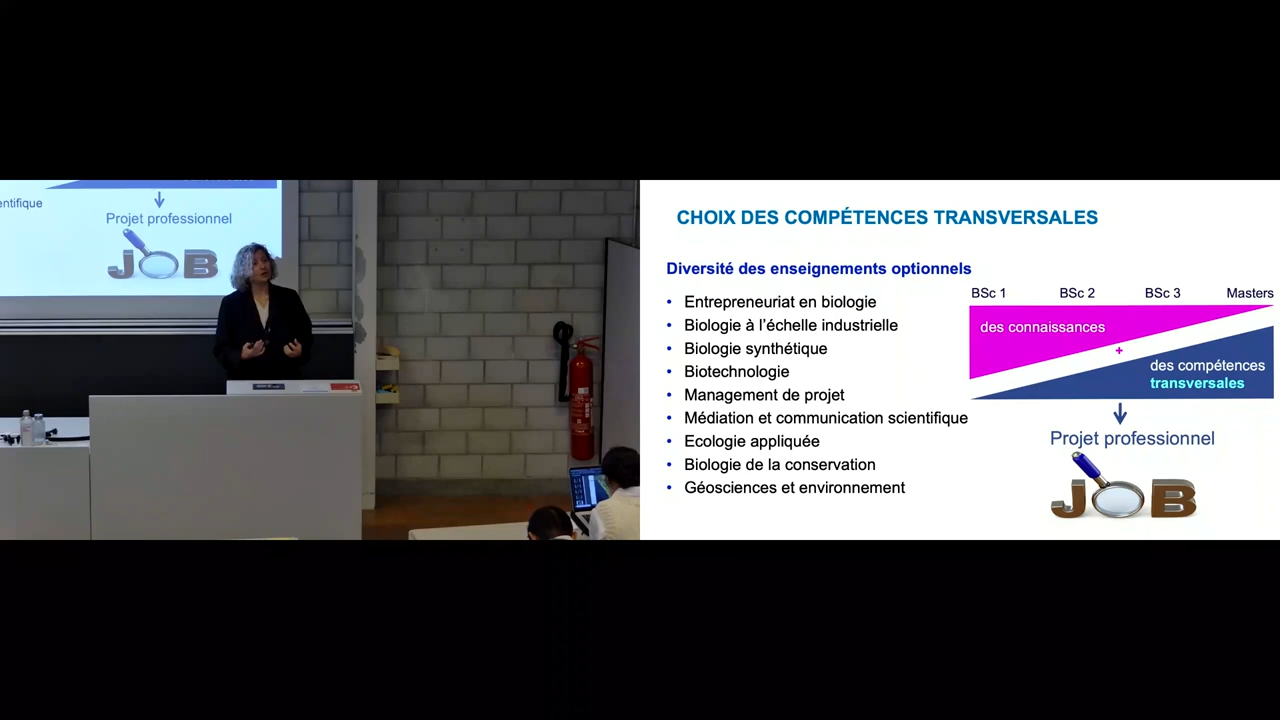 entifique
Projet professionnel
JOB
CHOIX DES COMPÉTENCES TRANSVERSALES
Diversité des enseignements optionnels
• Entrepreneuriat en biologie
• Biologie à l'échelle industrielle
• Biologie synthétique
• Biotechnologie
• Management de projet
• Médiation et communication scientifique
• Ecologie appliquée
• Biologie de la conservation
• Géosciences et environnement
BSc 1 BSc 2 BSc 3 Masters
des connaissances
+
des compétences
transversales
Projet professionnel
JOB